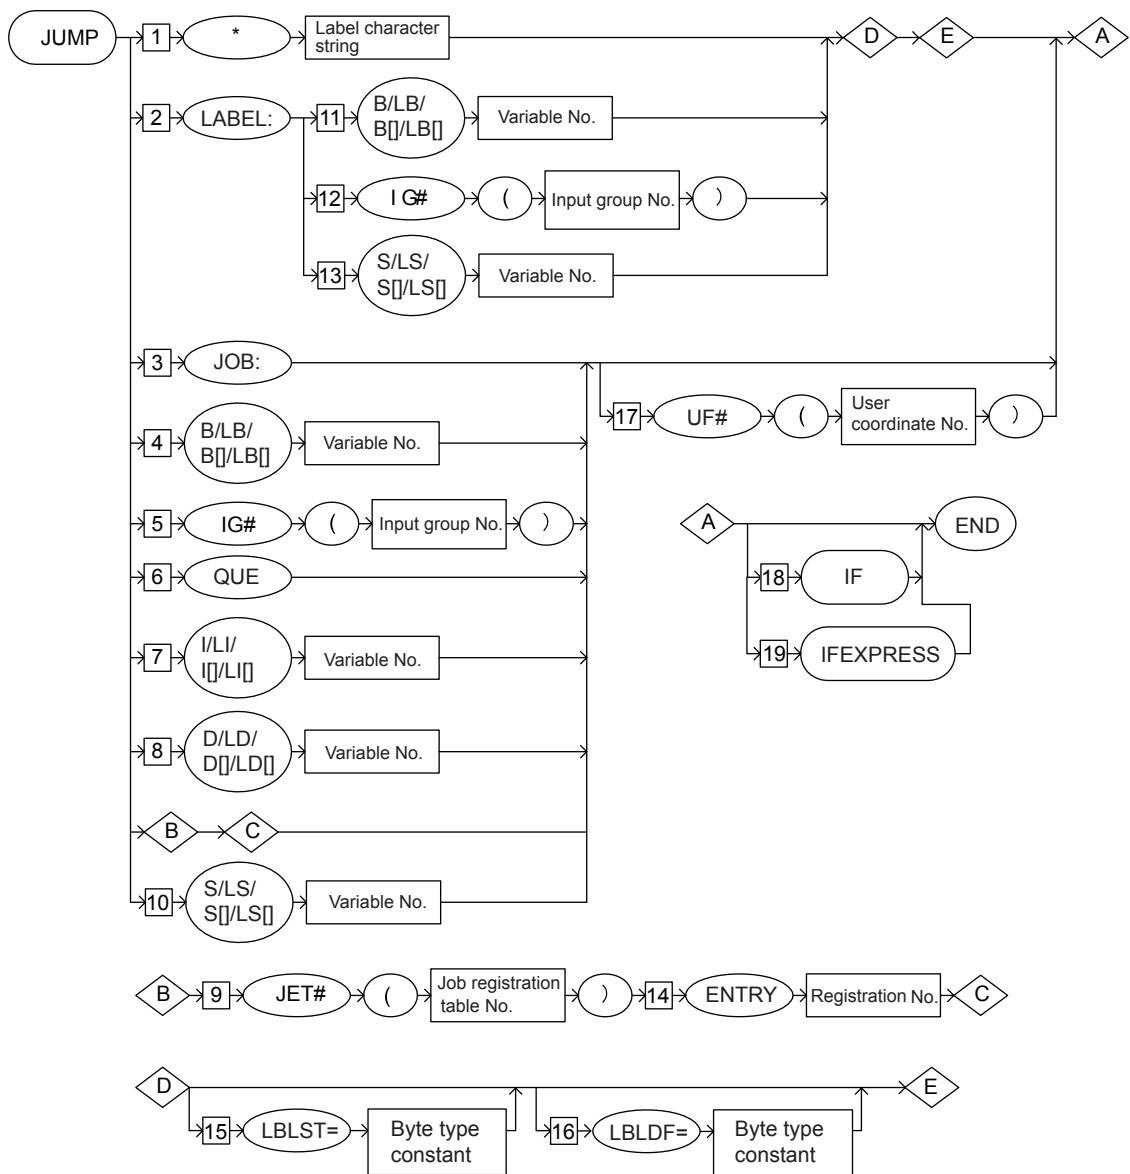 JUMP 1 * Label character string D E A
2 LABEL: 11 B/LB/ B[]/LB[] Variable No.
12 I G# ( Input group No. )
13 S/LS/ S[]/LS[] Variable No.
3 JOB:
17 UF# ( User coordinate No. )
4 B/LB/ B[]/LB[] Variable No.
5 IG# ( Input group No. )
A END
6 QUE
18 IF
7 I/LI/ I[]/LI[] Variable No.
19 IFEXPRESS
8 D/LD/ D[]/LD[] Variable No.
B C
10 S/LS/ S[]/LS[] Variable No.
B 9 JET# ( Job registration table No. ) 14 ENTRY Registration No. C
D E
15 LBLST= Byte type constant 16 LBLDF= Byte type constant